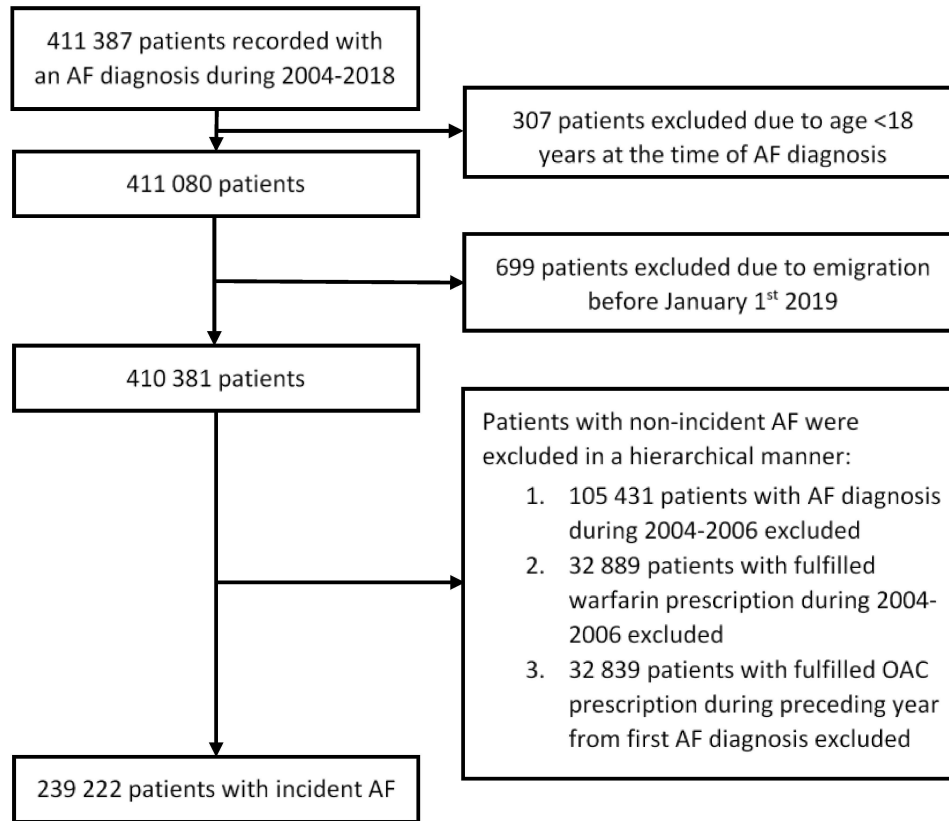 411 387 patients recorded with
an AF diagnosis during 2004-2018
307 patients excluded due to age <18
years at the time of AF diagnosis
411 080 patients
699 patients excluded due to emigration
before January 1st 2019
410 381 patients
Patients with non-incident AF were
excluded in a hierarchical manner:
1. 105 431 patients with AF diagnosis
during 2004-2006 excluded
2. 32 889 patients with fulfilled
warfarin prescription during 2004-
2006 excluded
3. 32 839 patients with fulfilled OAC
prescription during preceding year
from first AF diagnosis excluded
239 222 patients with incident AF